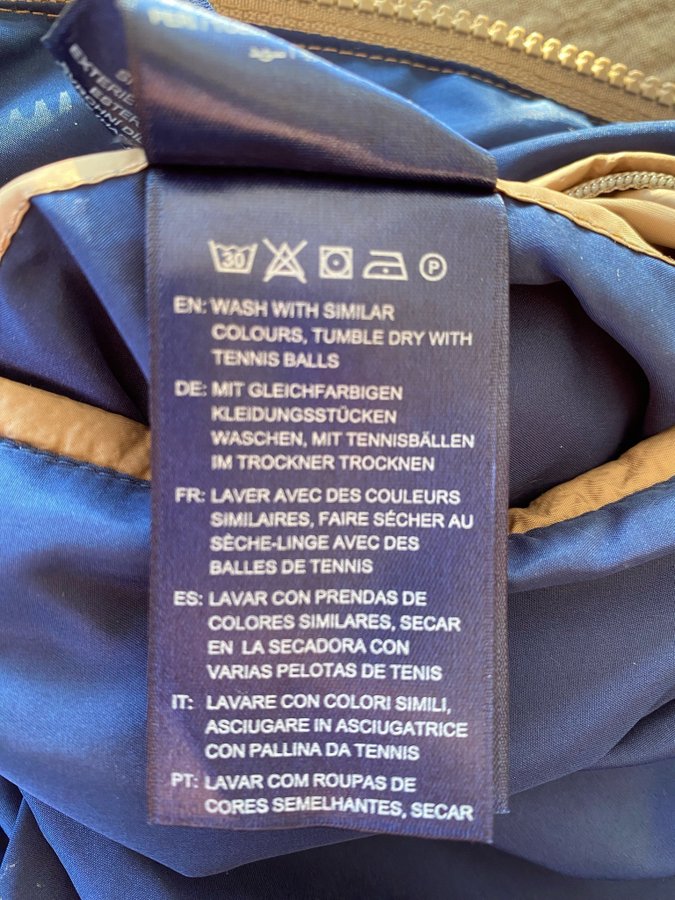 EXTERIE
ESTER
30 P
EN: WASH WITH SIMILAR
COLOURS, TUMBLE DRY WITH
TENNIS BALLS
DE: MIT GLEICHFARBIGEN
KLEIDUNGSSTÜCKEN
WASCHEN, MIT TENNISBÄLLEN
IM TROCKNER TROCKNEN
FR: LAVER AVEC DES COULEURS
SIMILAIRES, FAIRE SÉCHER AU
SÈCHE-LINGE AVEC DES
BALLES DE TENNIS
ES: LAVAR CON PRENDAS DE
COLORES SIMILARES, SECAR
EN LA SECADORA CON
VARIAS PELOTAS DE TENIS
IT: LAVARE CON COLORI SIMILI,
ASCIUGARE IN ASCIUGATRICE
CON PALLINA DA TENNIS
PT: LAVAR COM ROUPAS DE
CORES SEMELHANTES, SECAR